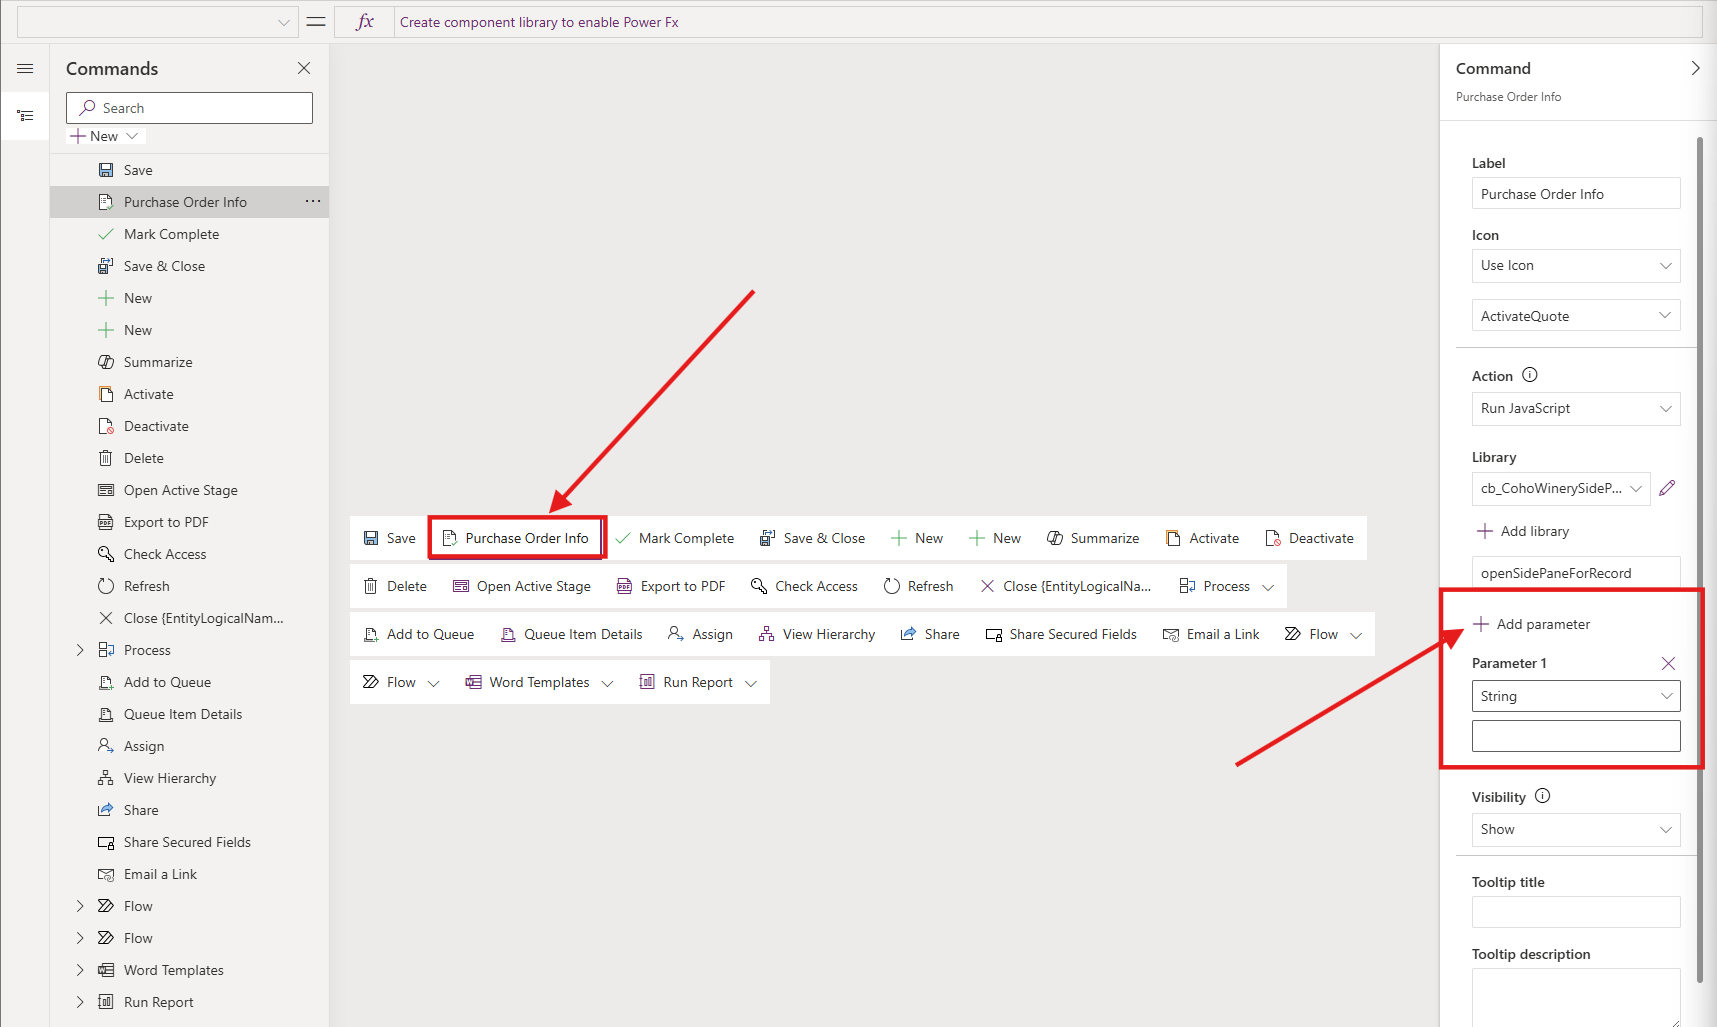 fx
Create component library to enable Power Fx
Commands
Search
New
Save
Purchase Order Info
Mark Complete
Save & Close
New
New
Summarize
Activate
Deactivate
Delete
Open Active Stage
Export to PDF
Check Access
Refresh
Close {EntityLogicalNam...
Process
Add to Queue
Queue Item Details
Assign
View Hierarchy
Share
Share Secured Fields
Email a Link
Flow
Flow
Word Templates
Run Report
Save Purchase Order Info Mark Complete Save & Close New New Summarize Activate Deactivate
Delete Open Active Stage Export to PDF Check Access Refresh Close {EntityLogicalNa... Process
Add to Queue Queue Item Details Assign View Hierarchy Share Share Secured Fields Email a Link Flow
Flow Word Templates Run Report
Command
Purchase Order Info
Label
Purchase Order Info
Icon
Use Icon
ActivateQuote
Action
Run JavaScript
Library
cb_CohoWinerySideP...
Add library
openSidePaneForRecord
Add parameter
Parameter 1
String
Visibility
Show
Tooltip title
Tooltip description